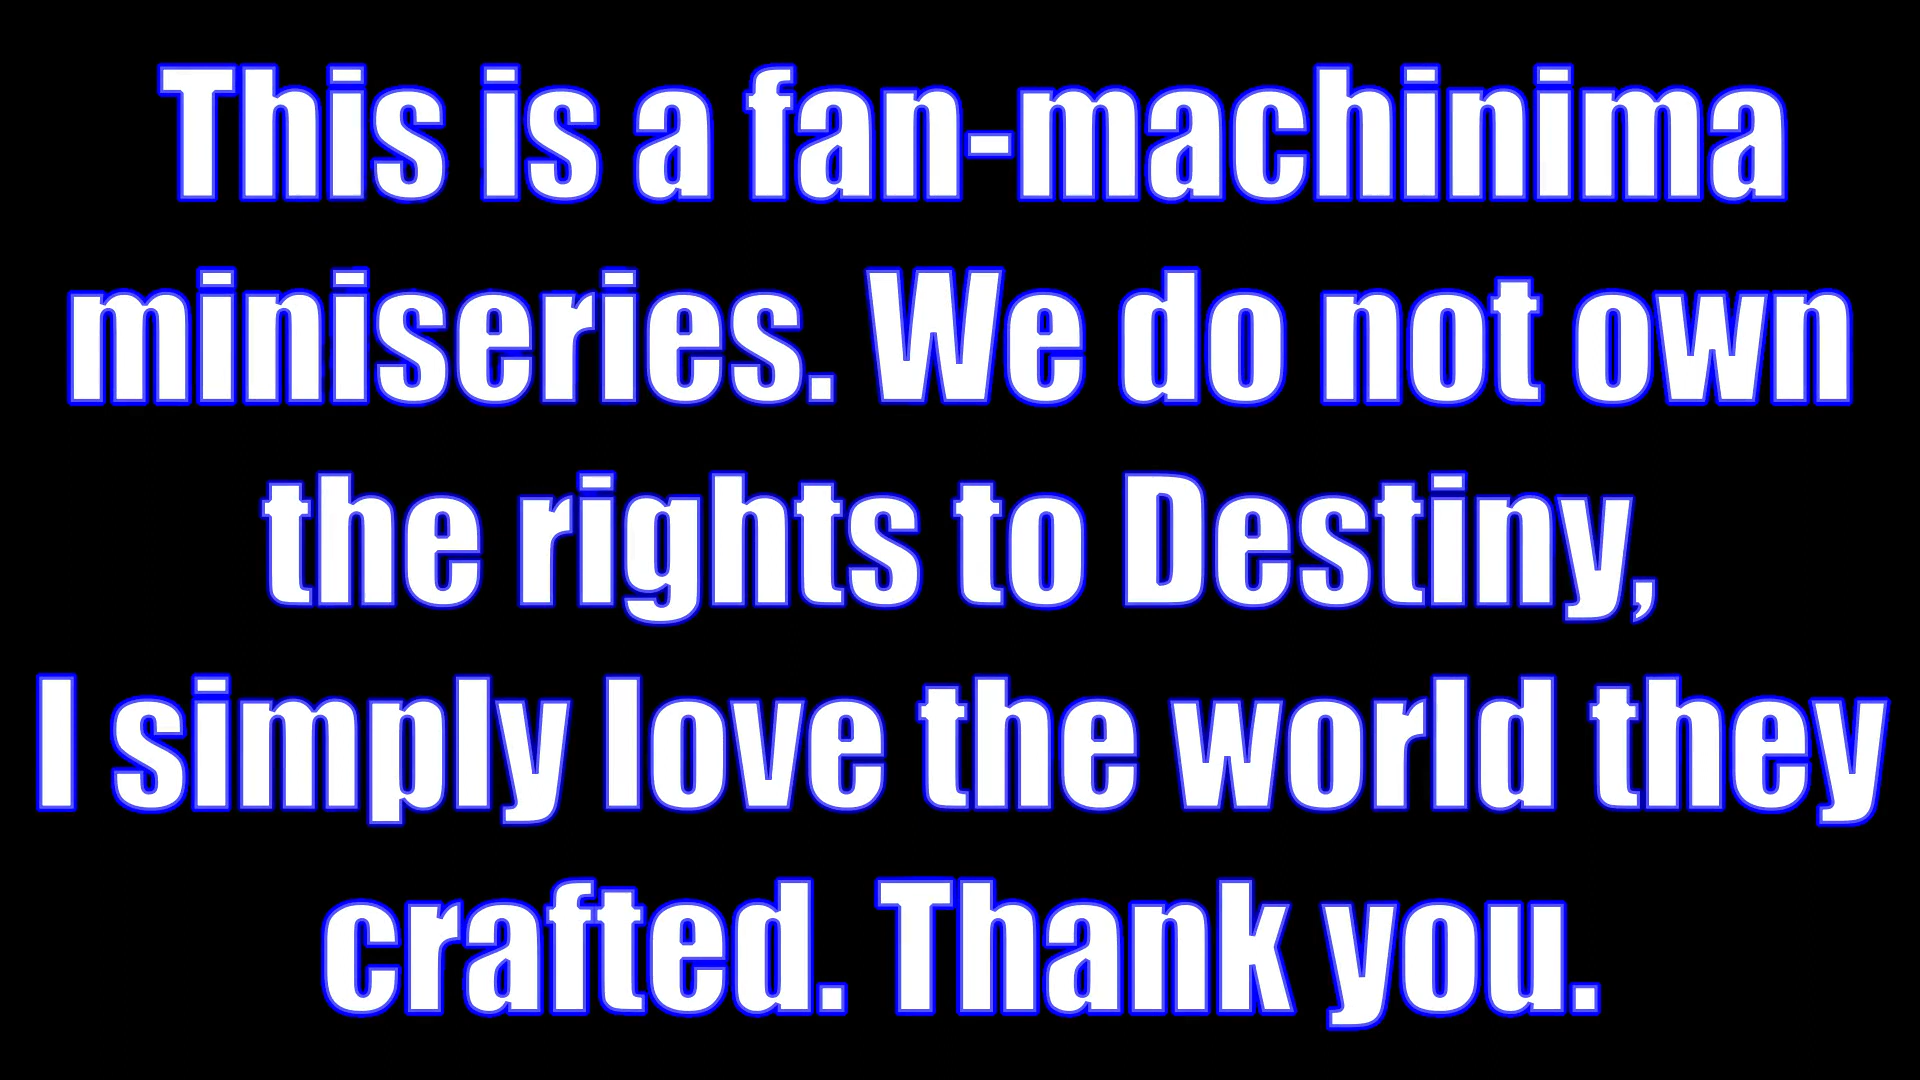 This is a fan-machinima
miniseries. We do not own
the rights to Destiny,
I simply love the world they
crafted. Thank you.